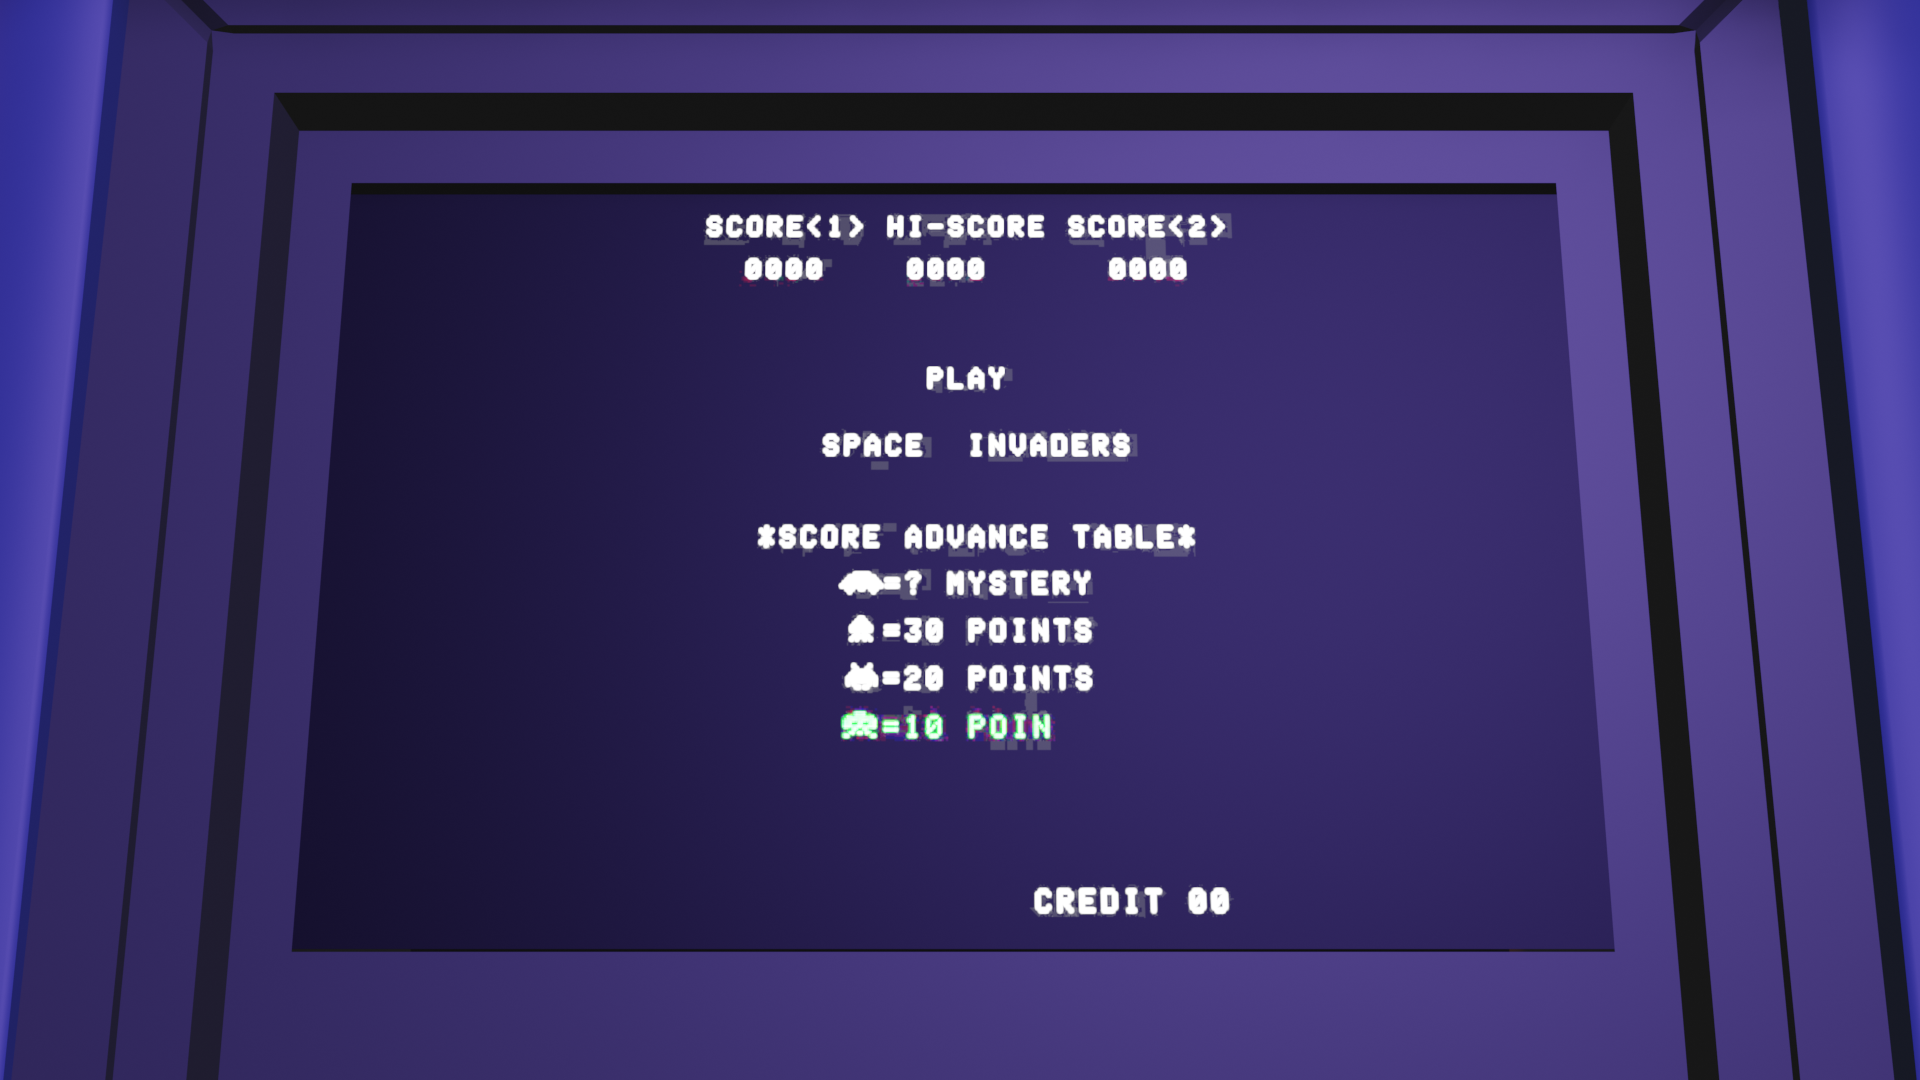 SCORE<1> HI-SCORE SCORE<2>
0000 0000 0000
PLAY
SPACE INVADERS
*SCORE ADVANCE TABLE*
=? MYSTERY
=30 POINTS
=20 POINTS
=10 POIN
CREDIT 00